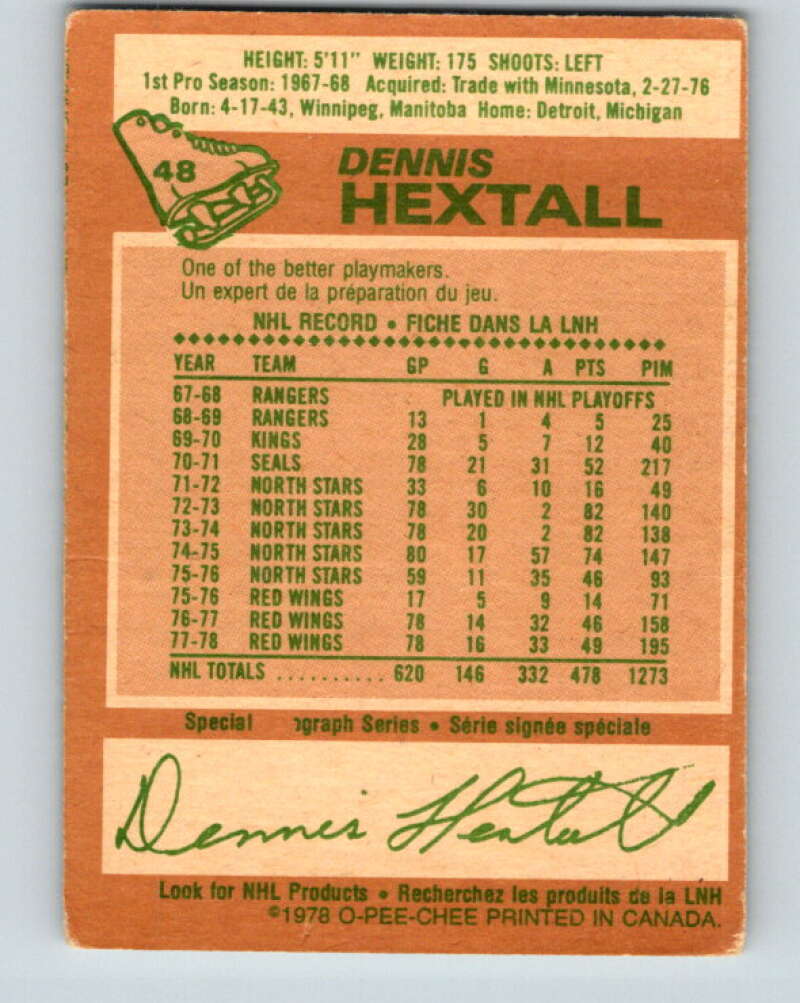 HEIGHT: 5'11" WEIGHT: 175 SHOOTS: LEFT
1st Pro Season: 1967-68 Acquired: Trade with Minnesota, 2-27-76
Born: 4-17-43, Winnipeg, Manitoba Home: Detroit, Michigan
48
DENNIS
HEXTALL
One of the better playmakers.
Un expert de la préparation du jeu.
NHL RECORD • FICHE DANS LA LNH
YEAR TEAM GP G A PTS PIM
67-68 RANGERS PLAYED IN NHL PLAYOFFS
68-69 RANGERS 13 1 4 5 25
69-70 KINGS 28 5 7 12 40
70-71 SEALS 78 21 31 52 217
71-72 NORTH STARS 33 6 10 16 49
72-73 NORTH STARS 78 30 2 82 140
73-74 NORTH STARS 78 20 2 82 138
74-75 NORTH STARS 80 17 57 74 147
75-76 NORTH STARS 59 11 35 46 93
75-76 RED WINGS 17 5 9 14 71
76-77 RED WINGS 78 14 32 46 158
77-78 RED WINGS 78 16 33 49 195
NHL TOTALS .......... 620 146 332 478 1273
Special ograph Series • Série signée spéciale
Dennis Hextall
Look for NHL Products • Recherchez les produits de la LNH
©1978 O-PEE-CHEE PRINTED IN CANADA.